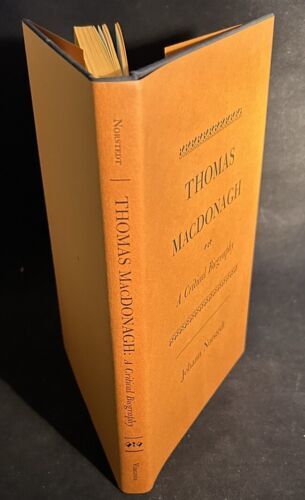 NORSTEDT
THOMAS MACDONAGH: A Critical Biography
VIRGINIA
THOMAS
MACDONAGH
A Critical Biography
Johann Norstedt